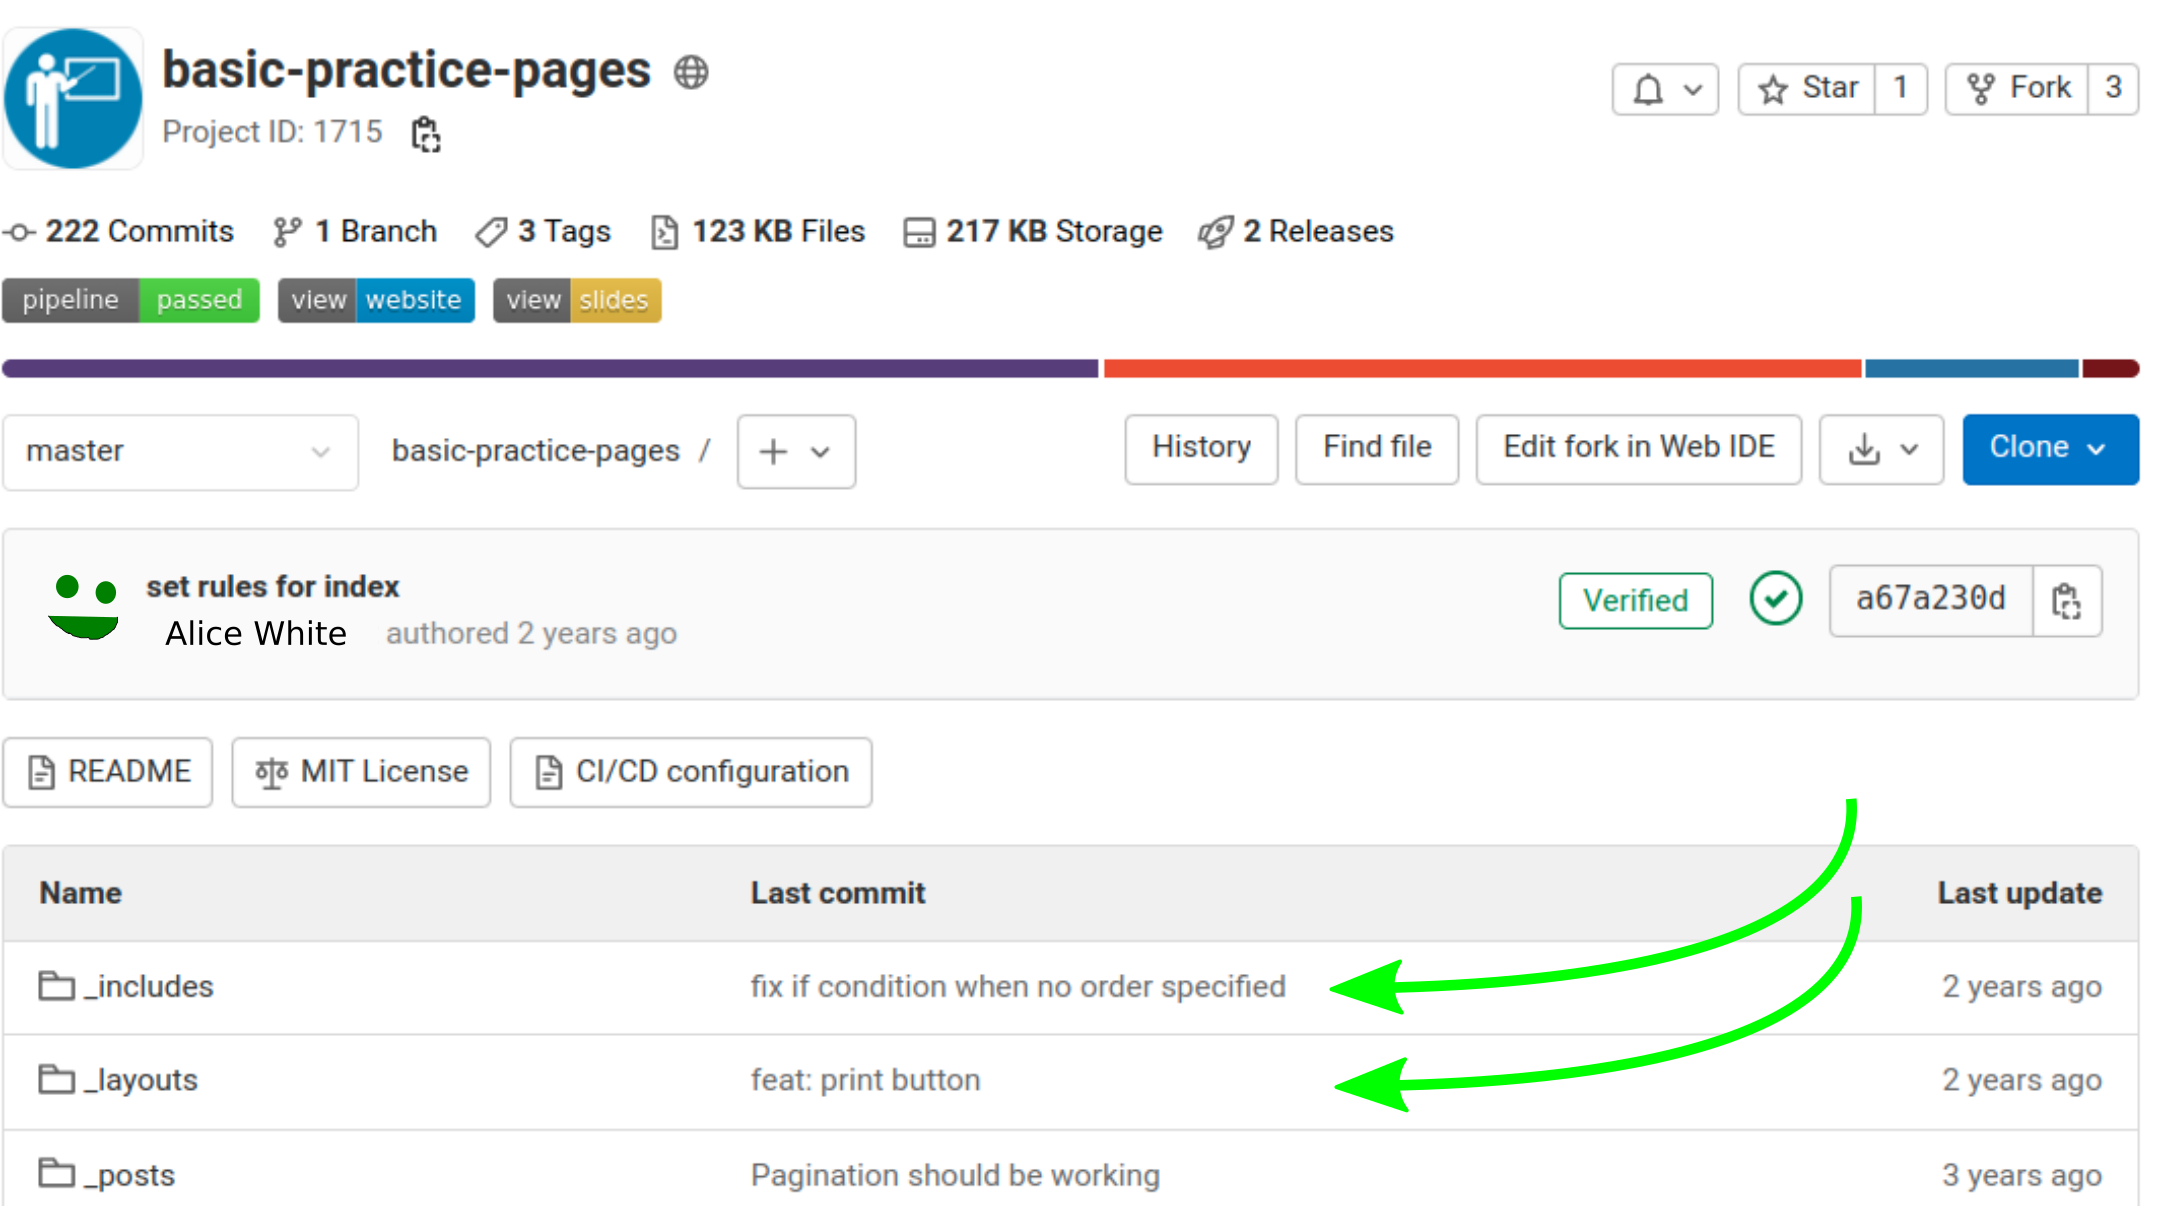 basic-practice-pages
Project ID: 1715
Star 1 Fork 3
222 Commits 1 Branch 3 Tags 123 KB Files 217 KB Storage 2 Releases
pipeline passed view website view slides
master basic-practice-pages / History Find file Edit fork in Web IDE Clone
set rules for index
Alice White authored 2 years ago
Verified a67a230d
README MIT License CI/CD configuration
Name Last commit Last update
_includes fix if condition when no order specified 2 years ago
_layouts feat: print button 2 years ago
_posts Pagination should be working 3 years ago